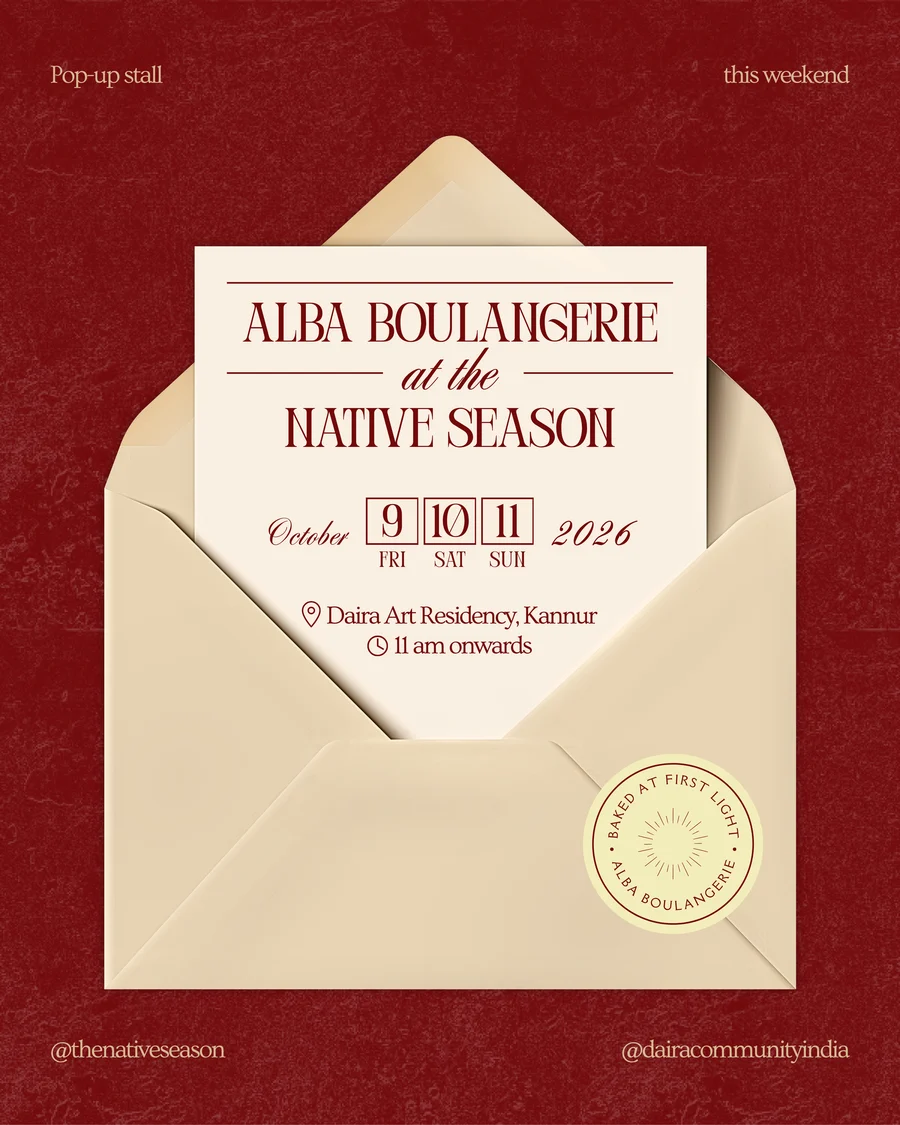 Pop-up stall
this weekend
ALBA BOULANGERIE
at the
NATIVE SEASON
October 9 10 11 2026
FRI SAT SUN
Daira Art Residency, Kannur
11 am onwards
BAKED AT FIRST LIGHT
ALBA BOULANGERIE
@thenativeseason
@dairacommunityindia